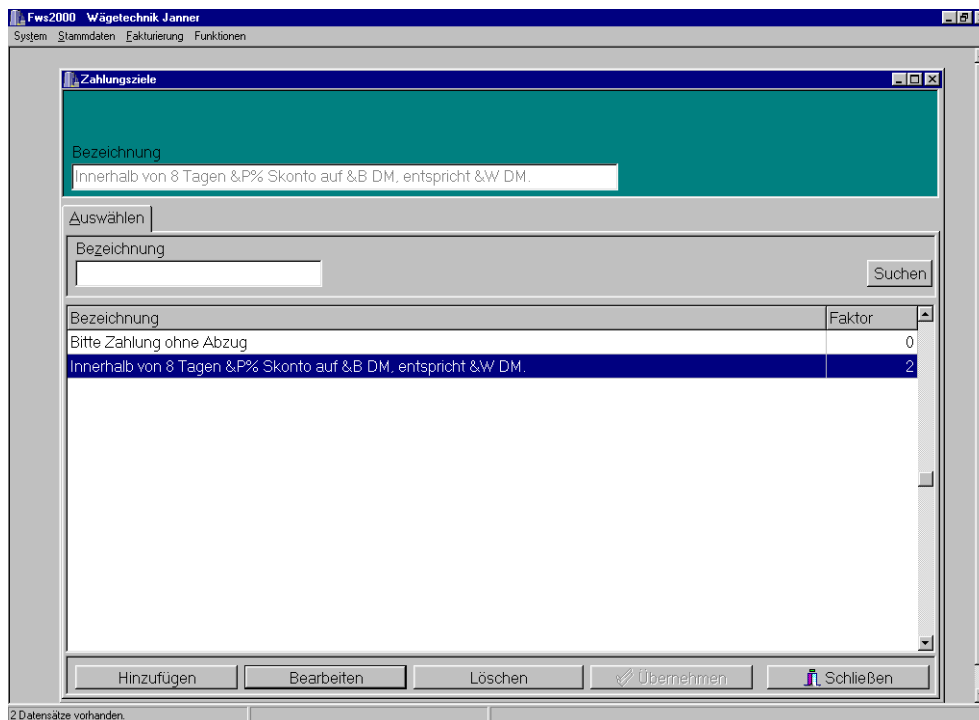 Fws2000 Wägetechnik Janner
System Stammdaten Fakturierung Funktionen
Zahlungsziele
Bezeichnung
Innerhalb von 8 Tagen &P% Skonto auf &B DM, entspricht &W DM.
Auswählen
Bezeichnung
Suchen
Bezeichnung Faktor
Bitte Zahlung ohne Abzug 0
Innerhalb von 8 Tagen &P% Skonto auf &B DM, entspricht &W DM. 2
Hinzufügen Bearbeiten Löschen Übernehmen Schließen
2 Datensätze vorhanden.